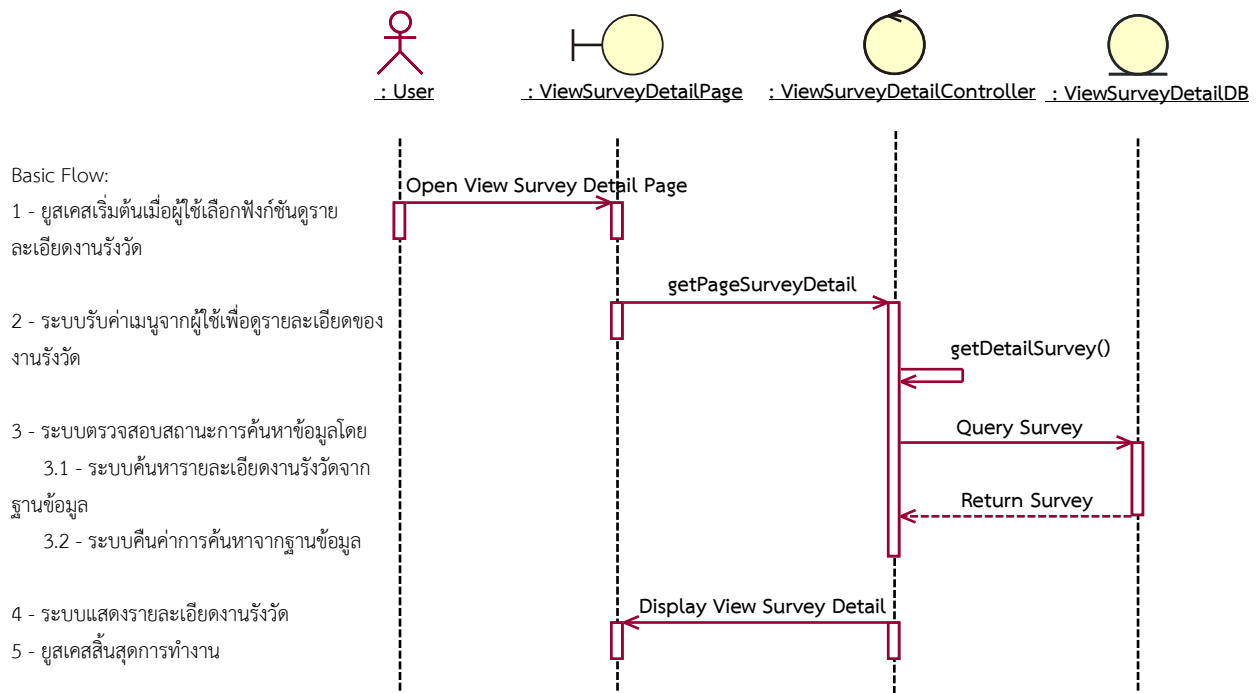 : User
: ViewSurveyDetailPage
: ViewSurveyDetailController
: ViewSurveyDetailDB
Basic Flow:
1 - ยูสเคสเริ่มต้นเมื่อผู้ใช้เลือกฟังก์ชันดูราย
ละเอียดงานรังวัด
Open View Survey Detail Page
2 - ระบบรับค่าเมนูจากผู้ใช้เพื่อดูรายละเอียดของ
งานรังวัด
getPageSurveyDetail
getDetailSurvey()
3 - ระบบตรวจสอบสถานะการค้นหาข้อมูลโดย
3.1 - ระบบค้นหารายละเอียดงานรังวัดจาก
ฐานข้อมูล
3.2 - ระบบคืนค่าการค้นหาจากฐานข้อมูล
Query Survey
Return Survey
4 - ระบบแสดงรายละเอียดงานรังวัด
5 - ยูสเคสสิ้นสุดการทำงาน
Display View Survey Detail